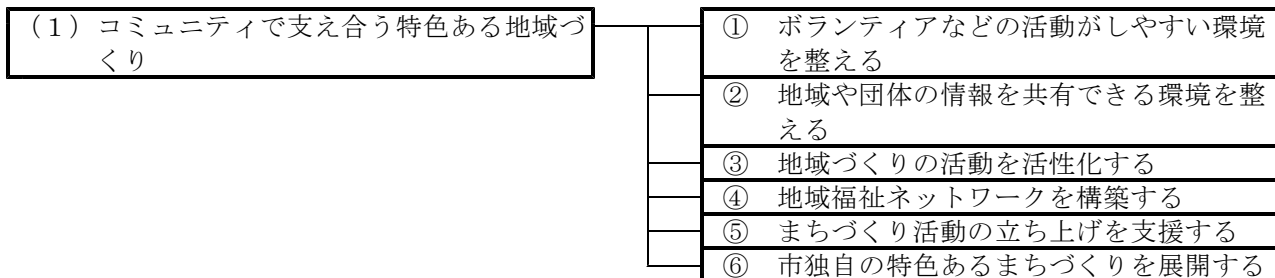 （１）コミュニティで支え合う特色ある地域づ
くり
① ボランティアなどの活動がしやすい環境
を整える
② 地域や団体の情報を共有できる環境を整
える
③ 地域づくりの活動を活性化する
④ 地域福祉ネットワークを構築する
⑤ まちづくり活動の立ち上げを支援する
⑥ 市独自の特色あるまちづくりを展開する